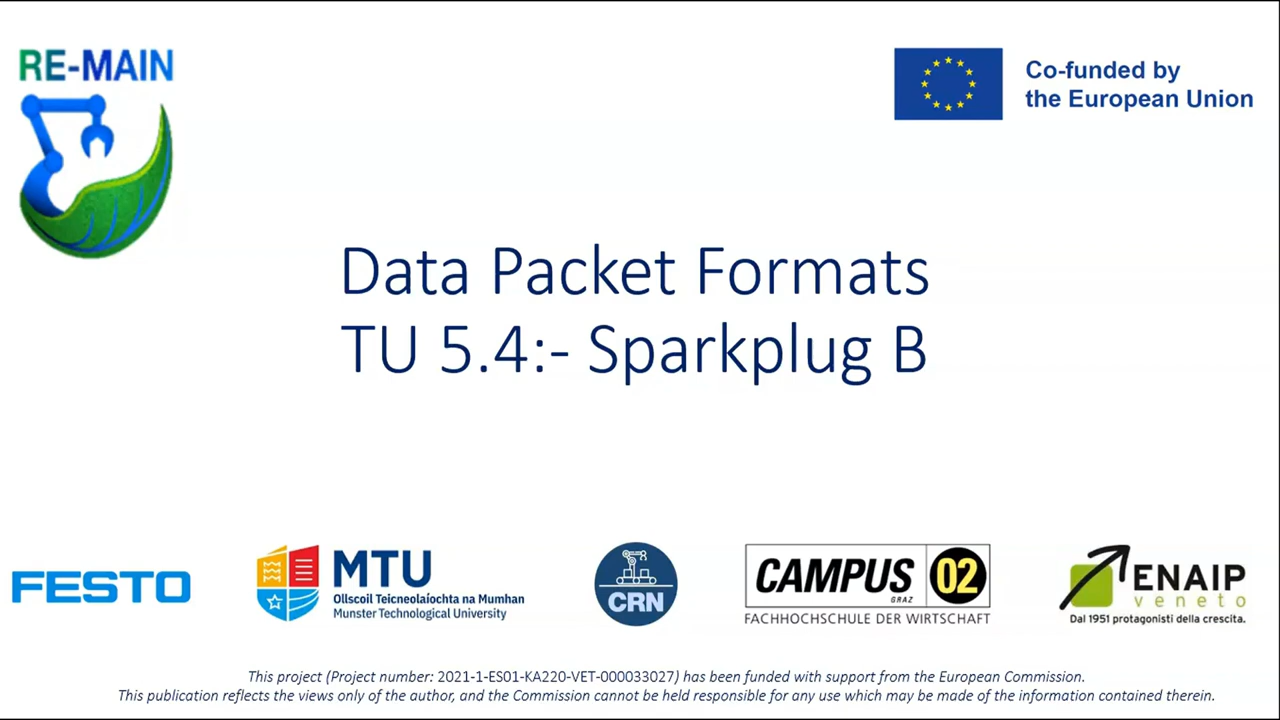 RE-MAIN
Co-funded by
the European Union
Data Packet Formats
TU 5.4:- Sparkplug B
FESTO
MTU
Ollscoil Teicneolaíochta na Mumhan
Munster Technological University
CRN
CAMPUS 02
GRAZ
FACHHOCHSCHULE DER WIRTSCHAFT
ENAIP
veneto
Dal 1951 protagonisti della crescita.
This project (Project number: 2021-1-ES01-KA220-VET-000033027) has been funded with support from the European Commission.
This publication reflects the views only of the author, and the Commission cannot be held responsible for any use which may be made of the information contained therein.